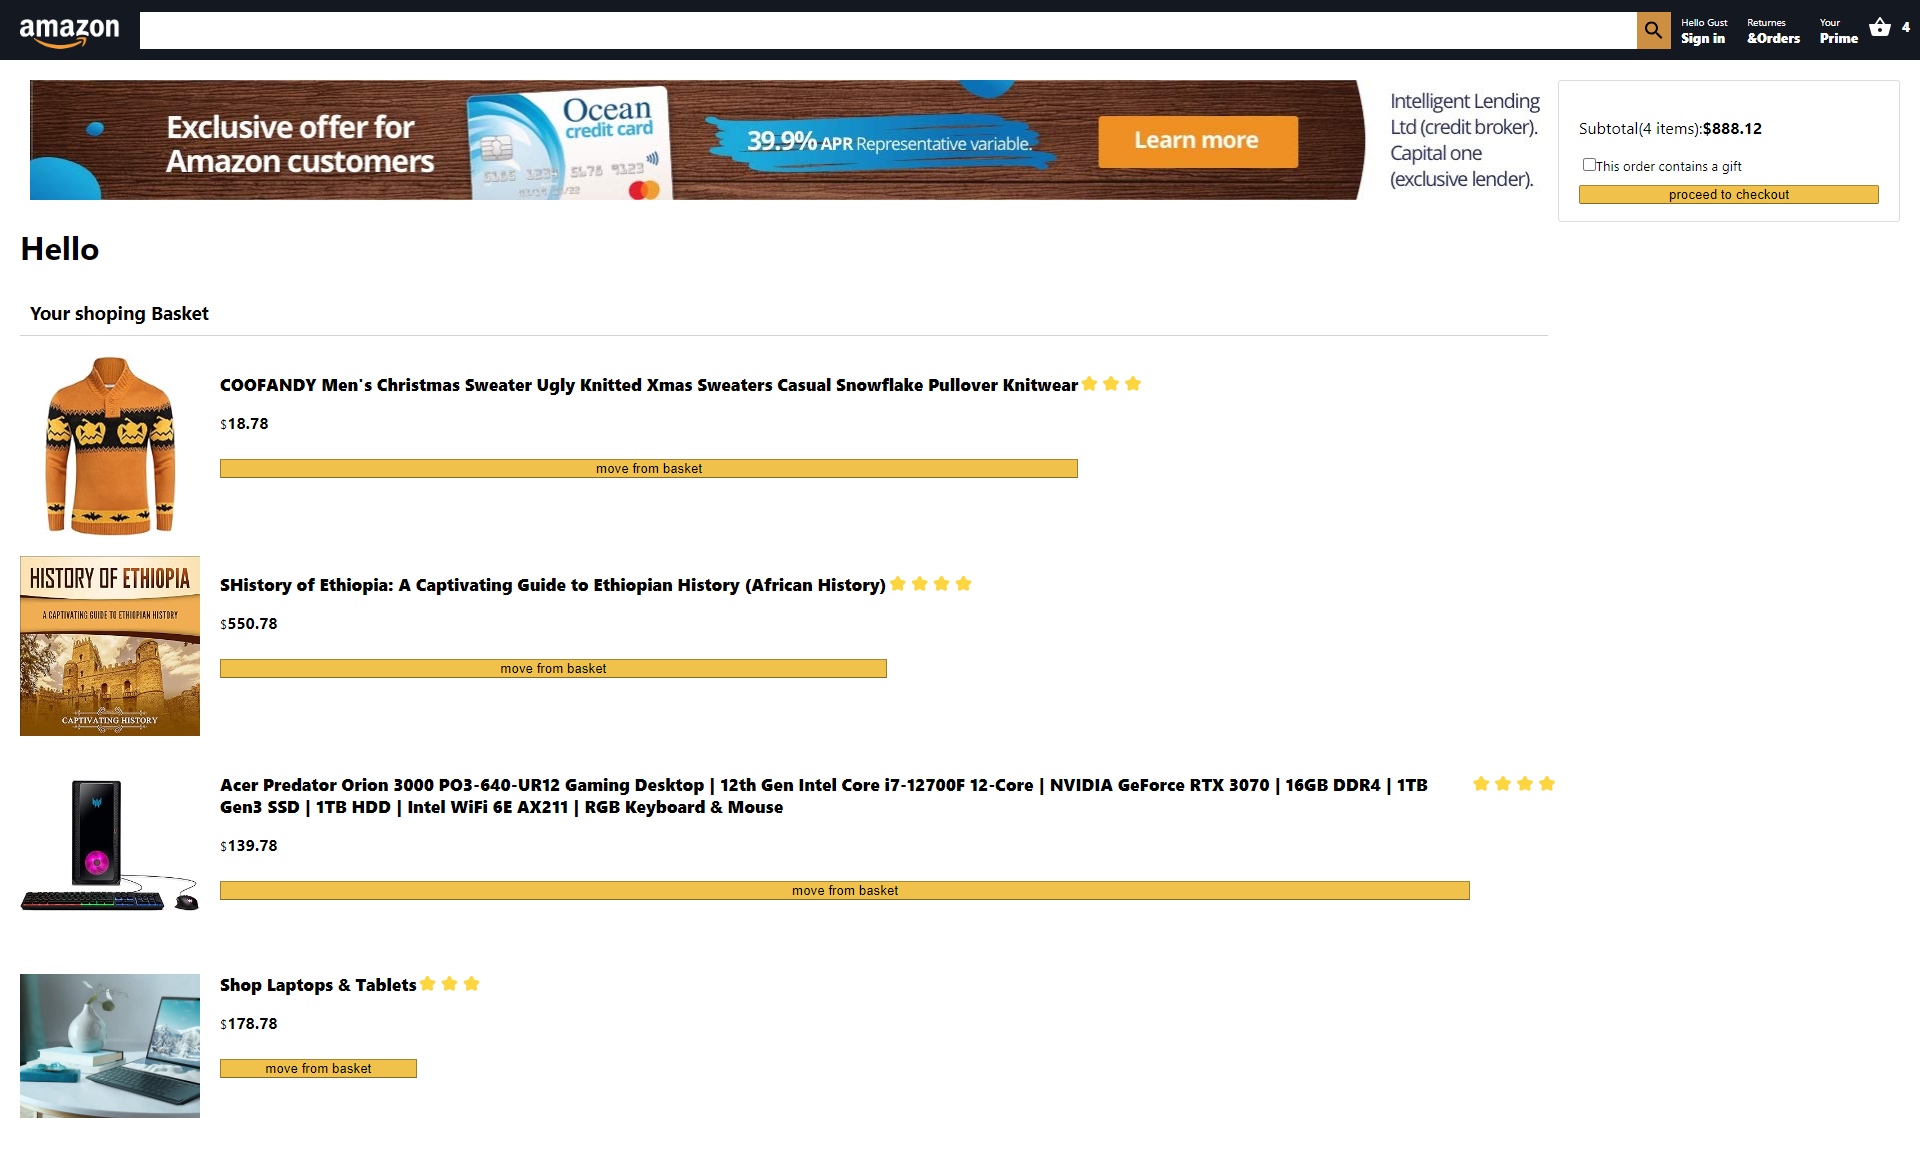 amazon
Hello Gust
Sign in
Returnes
&Orders
Your
Prime
4
Exclusive offer for
Amazon customers
Ocean
credit card
39.9% APR Representative variable.
Learn more
Intelligent Lending
Ltd (credit broker).
Capital one
(exclusive lender).
Subtotal(4 items):$888.12
This order contains a gift
proceed to checkout
Hello
Your shoping Basket
COOFANDY Men's Christmas Sweater Ugly Knitted Xmas Sweaters Casual Snowflake Pullover Knitwear
$18.78
move from basket
HISTORY OF ETHIOPIA
A CAPTIVATING GUIDE TO ETHIOPIAN HISTORY
CAPTIVATING HISTORY
SHistory of Ethiopia: A Captivating Guide to Ethiopian History (African History)
$550.78
move from basket
Acer Predator Orion 3000 PO3-640-UR12 Gaming Desktop | 12th Gen Intel Core i7-12700F 12-Core | NVIDIA GeForce RTX 3070 | 16GB DDR4 | 1TB
Gen3 SSD | 1TB HDD | Intel WiFi 6E AX211 | RGB Keyboard & Mouse
$139.78
move from basket
Shop Laptops & Tablets
$178.78
move from basket